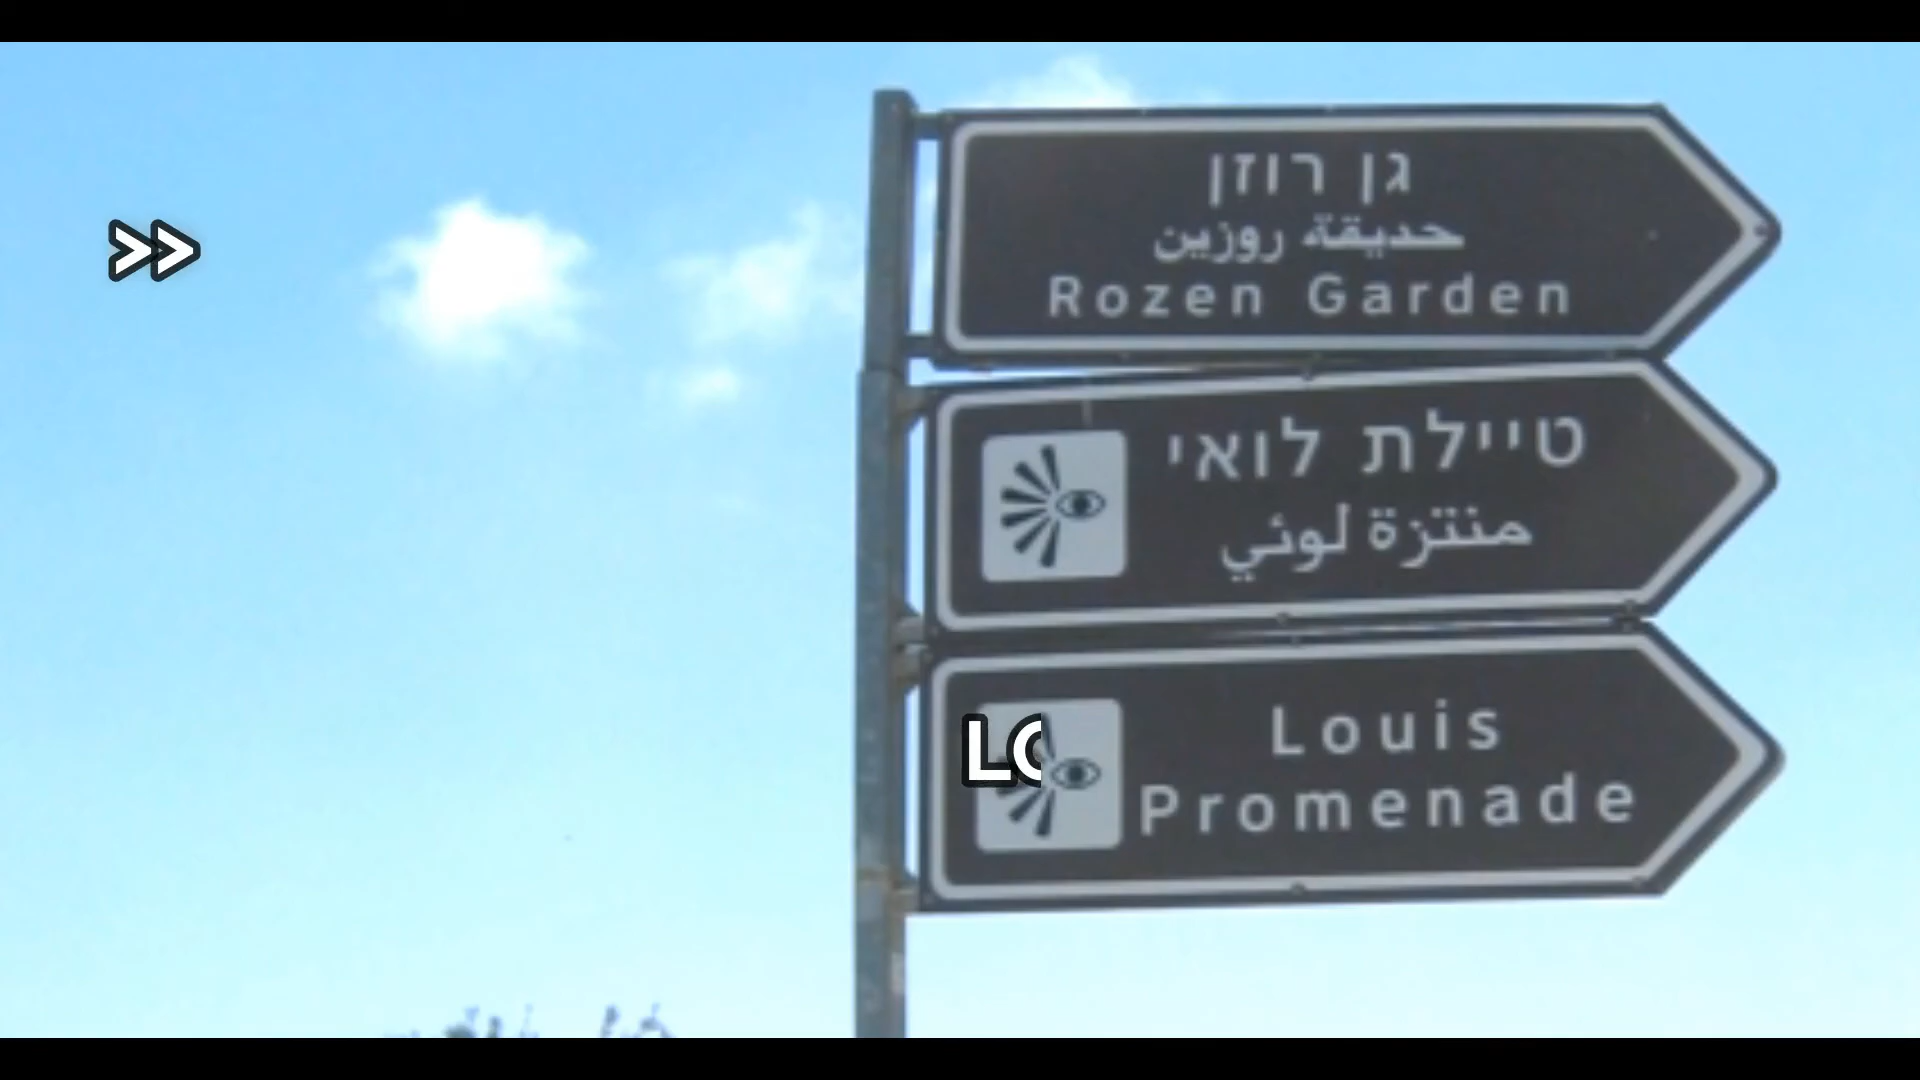 גן רוזן
حديقة روزين
Rozen Garden
טיילת לואי
منتزة لوئي
Louis
Promenade